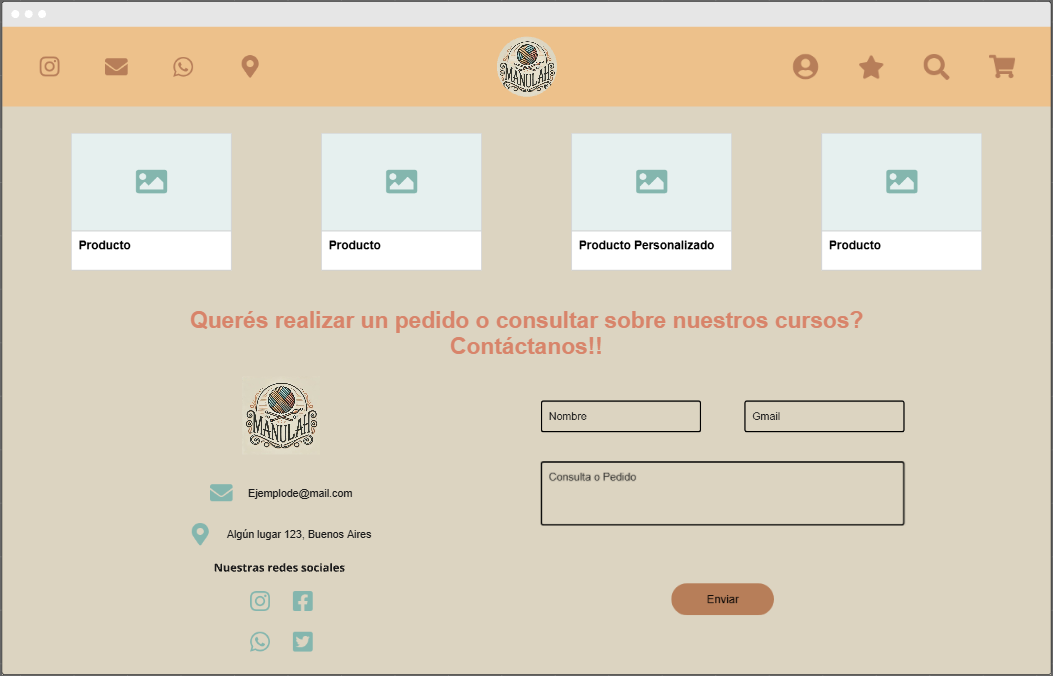 MANULAH
Producto
Producto
Producto Personalizado
Producto
Querés realizar un pedido o consultar sobre nuestros cursos?
Contáctanos!!
MANULAH
Nombre
Gmail
Consulta o Pedido
Ejemplode@mail.com
Algún lugar 123, Buenos Aires
Nuestras redes sociales
Enviar